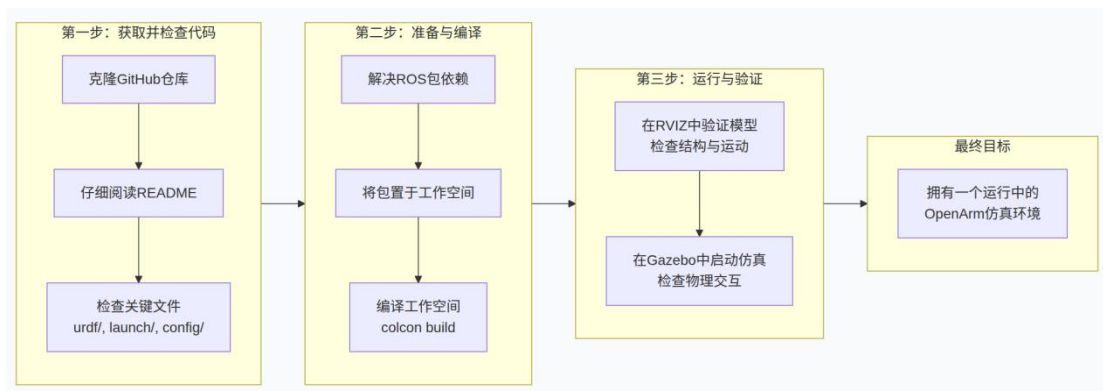 第一步：获取并检查代码
克隆GitHub仓库
仔细阅读README
检查关键文件
urdf/, launch/, config/
第二步：准备与编译
解决ROS包依赖
将包置于工作空间
编译工作空间
colcon build
第三步：运行与验证
在RVIZ中验证模型
检查结构与运动
在Gazebo中启动仿真
检查物理交互
最终目标
拥有一个运行中的
OpenArm仿真环境